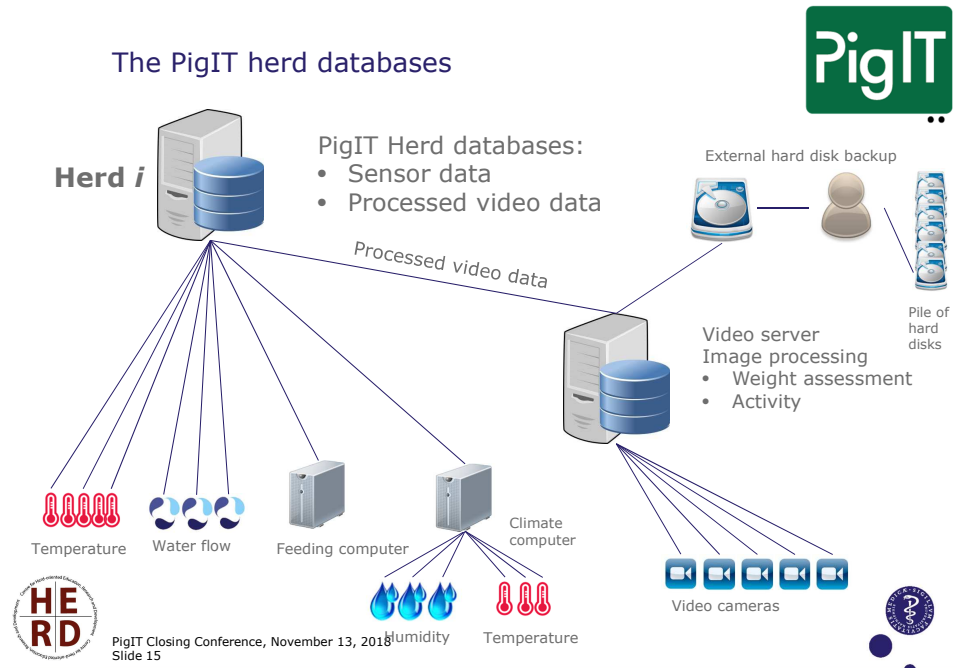 The PigIT herd databases
PigIT
Herd i
PigIT Herd databases:
• Sensor data
• Processed video data
External hard disk backup
Processed video data
Pile of
hard
disks
Video server
Image processing
• Weight assessment
• Activity
Temperature
Water flow
Feeding computer
Climate
computer
Humidity
Temperature
Video cameras
HE
RD
PigIT Closing Conference, November 13, 2018
Slide 15